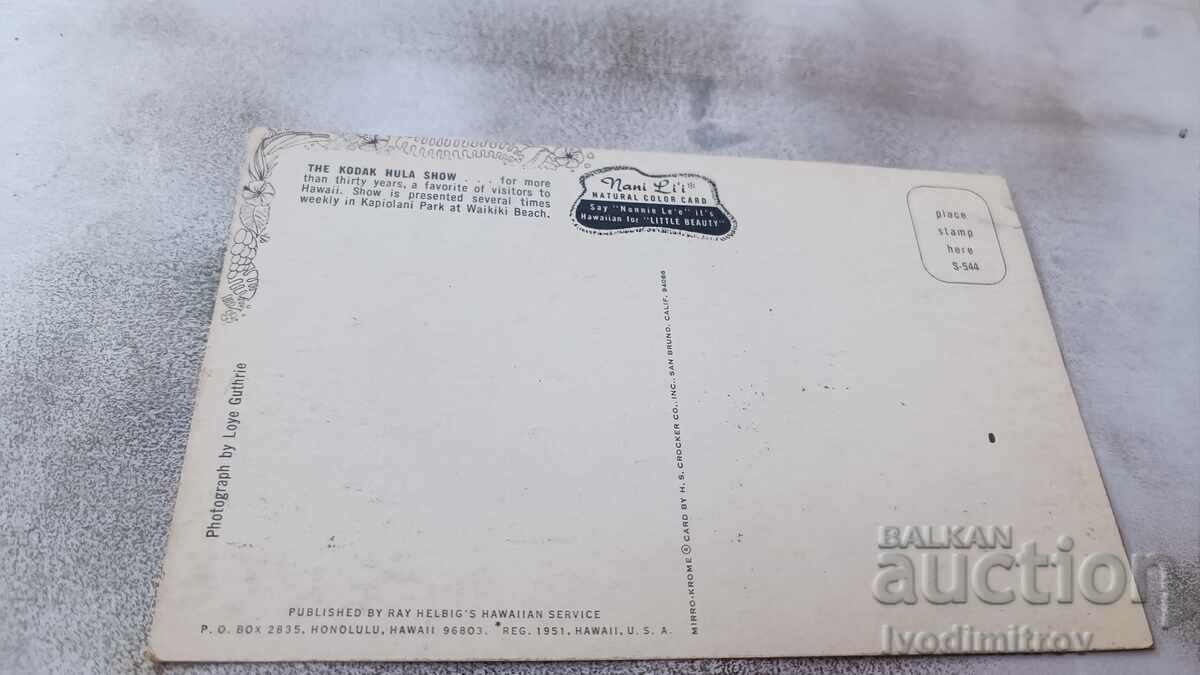 THE KODAK HULA SHOW . . . . for more
than thirty years, a favorite of visitors to
Hawaii. Show is presented several times
weekly in Kapiolani Park at Waikiki Beach.
Nani Li'i*
NATURAL COLOR CARD
Say "Nonnie Le'e" it's
Hawaiian for "LITTLE BEAUTY"
place
stamp
here
S-544
Photograph by Loye Guthrie
MIRRO-KROME ® CARD BY H. S. CROCKER CO., INC., SAN BRUNO, CALIF. 94066
PUBLISHED BY RAY HELBIG'S HAWAIIAN SERVICE
P. O. BOX 2835, HONOLULU, HAWAII 96803. *REG. 1951, HAWAII, U. S. A.
BALKAN
auction
Ivodimitrov